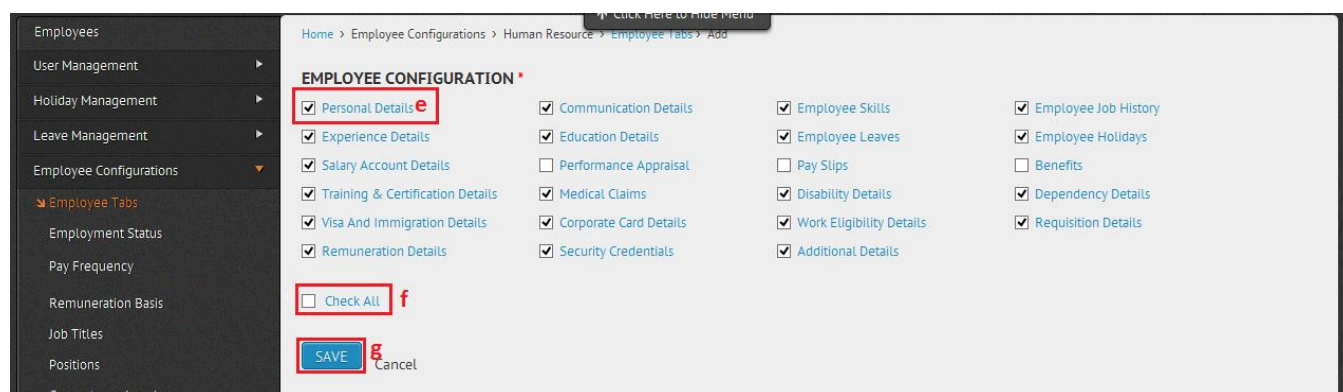 Click Here to Hide Menu
Employees
Home > Employee Configurations > Human Resource > Employee Tabs > Add
User Management
EMPLOYEE CONFIGURATION *
Holiday Management
Personal Details e Communication Details Employee Skills Employee Job History
Leave Management
Experience Details Education Details Employee Leaves Employee Holidays
Employee Configurations
Salary Account Details Performance Appraisal Pay Slips Benefits
Employee Tabs
Training & Certification Details Medical Claims Disability Details Dependency Details
Employment Status
Visa And Immigration Details Corporate Card Details Work Eligibility Details Requisition Details
Pay Frequency
Remuneration Details Security Credentials Additional Details
Remuneration Basis
Check All f
Job Titles
Positions
SAVE g Cancel